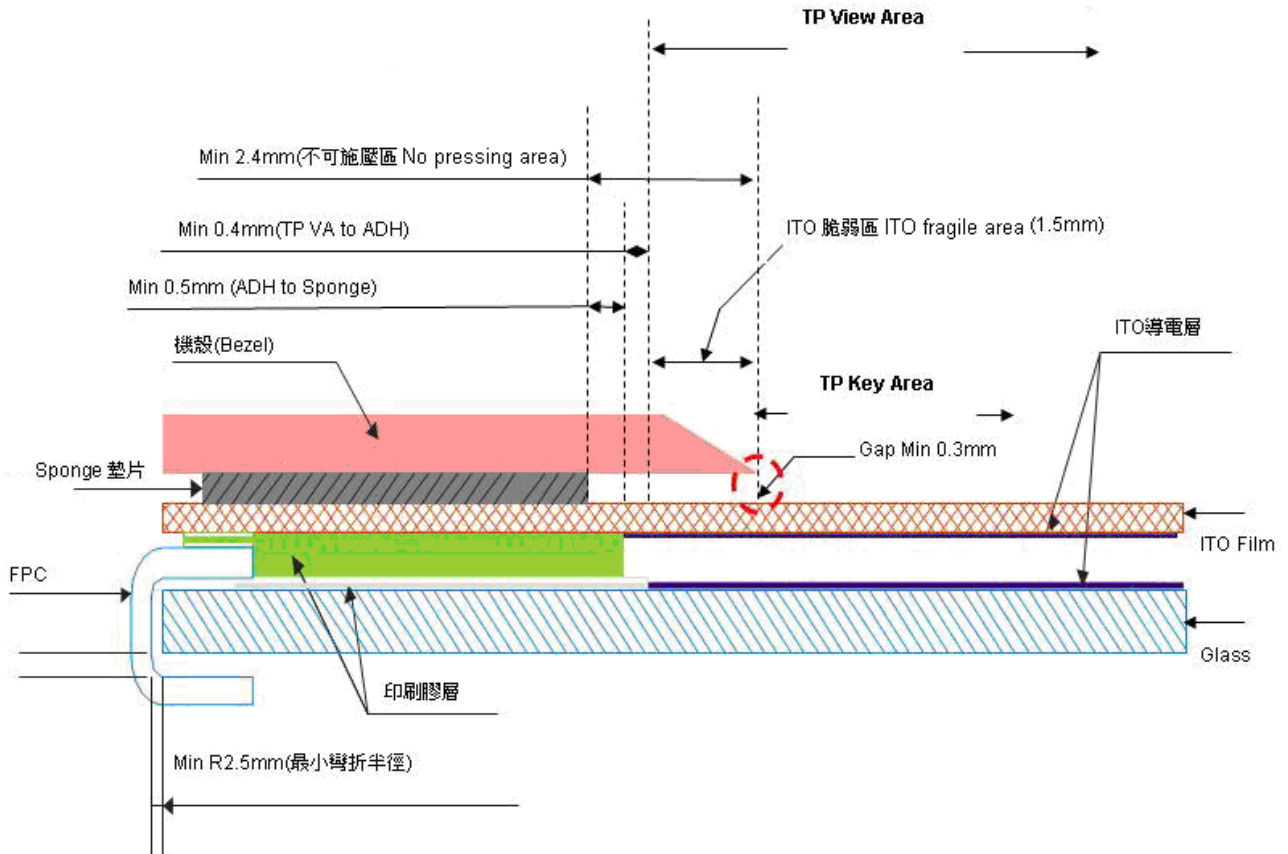 TP View Area
Min 2.4mm(不可施壓區 No pressing area)
Min 0.4mm(TP VA to ADH)
ITO 脆弱區 ITO fragile area (1.5mm)
Min 0.5mm (ADH to Sponge)
ITO導電層
機殼(Bezel)
TP Key Area
Gap Min 0.3mm
Sponge 墊片
ITO Film
FPC
Glass
印刷膠層
Min R2.5mm(最小彎折半徑)